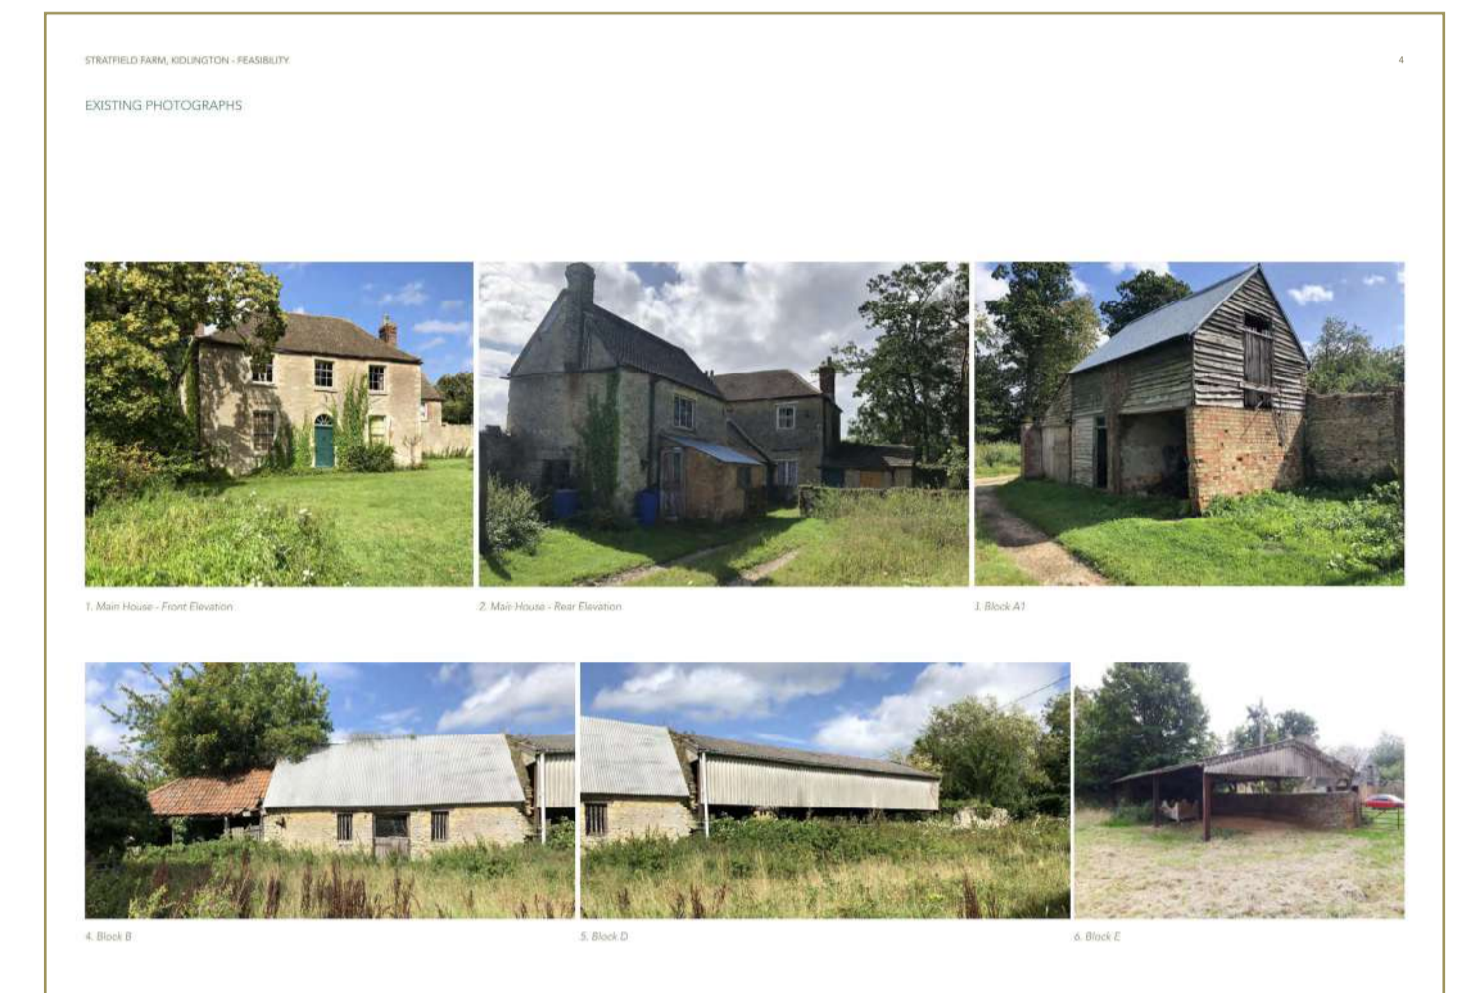 STRATFIELD FARM, KIDLINGTON - FEASIBILITY
4
EXISTING PHOTOGRAPHS
1. Main House - Front Elevation
2. Main House - Rear Elevation
3. Block A1
4. Block B
5. Block D
6. Block E